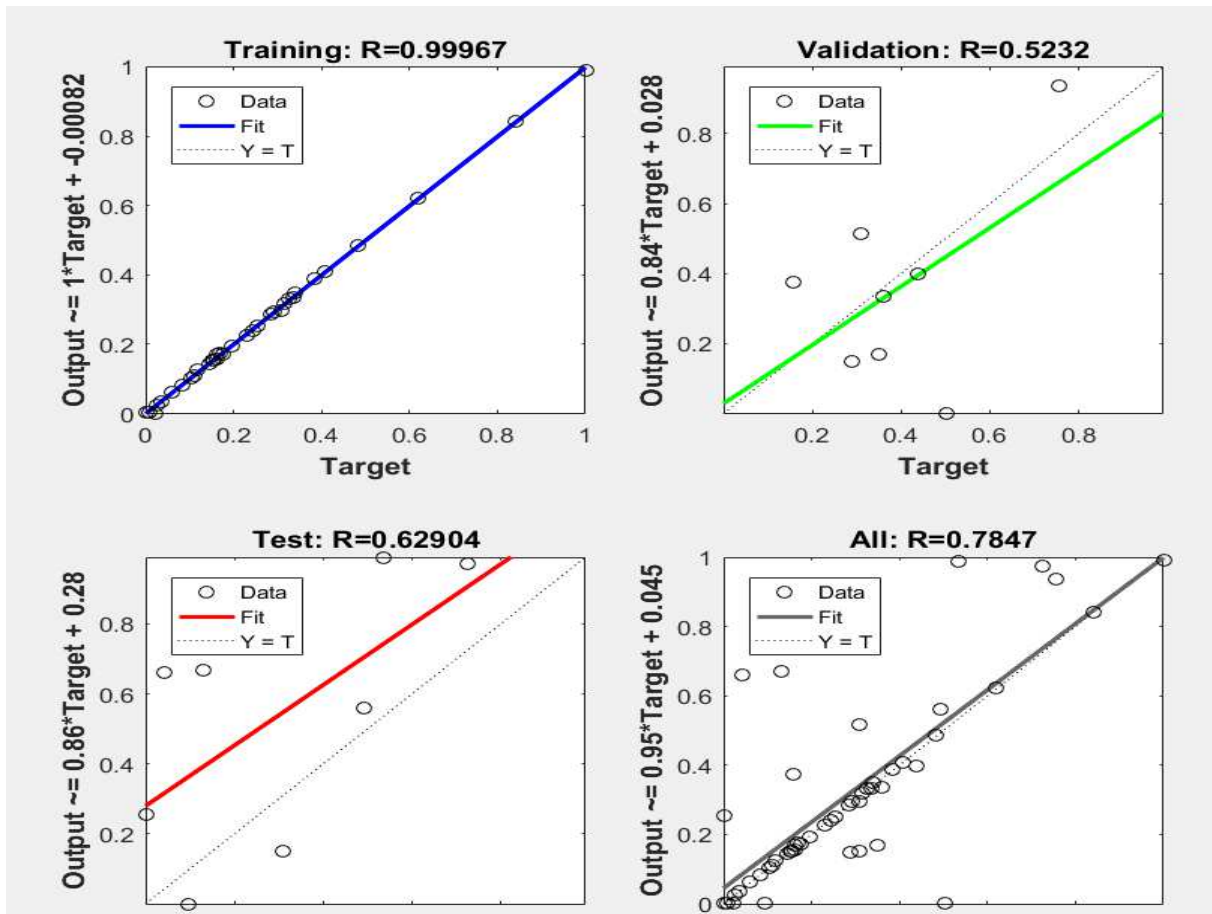 Training: R=0.99967
Output ~= 1*Target + -0.00082
1
0.8
0.6
0.4
0.2
0
Data
Fit
Y = T
0
0.2
0.4
0.6
0.8
1
Target
Validation: R=0.5232
Output ~= 0.84*Target + 0.028
0.8
0.6
0.4
0.2
Data
Fit
Y = T
0.2
0.4
0.6
0.8
Target
Test: R=0.62904
Output ~= 0.86*Target + 0.28
0.8
0.6
0.4
0.2
Data
Fit
Y = T
All: R=0.7847
Output ~= 0.95*Target + 0.045
1
0.8
0.6
0.4
0.2
0
Data
Fit
Y = T